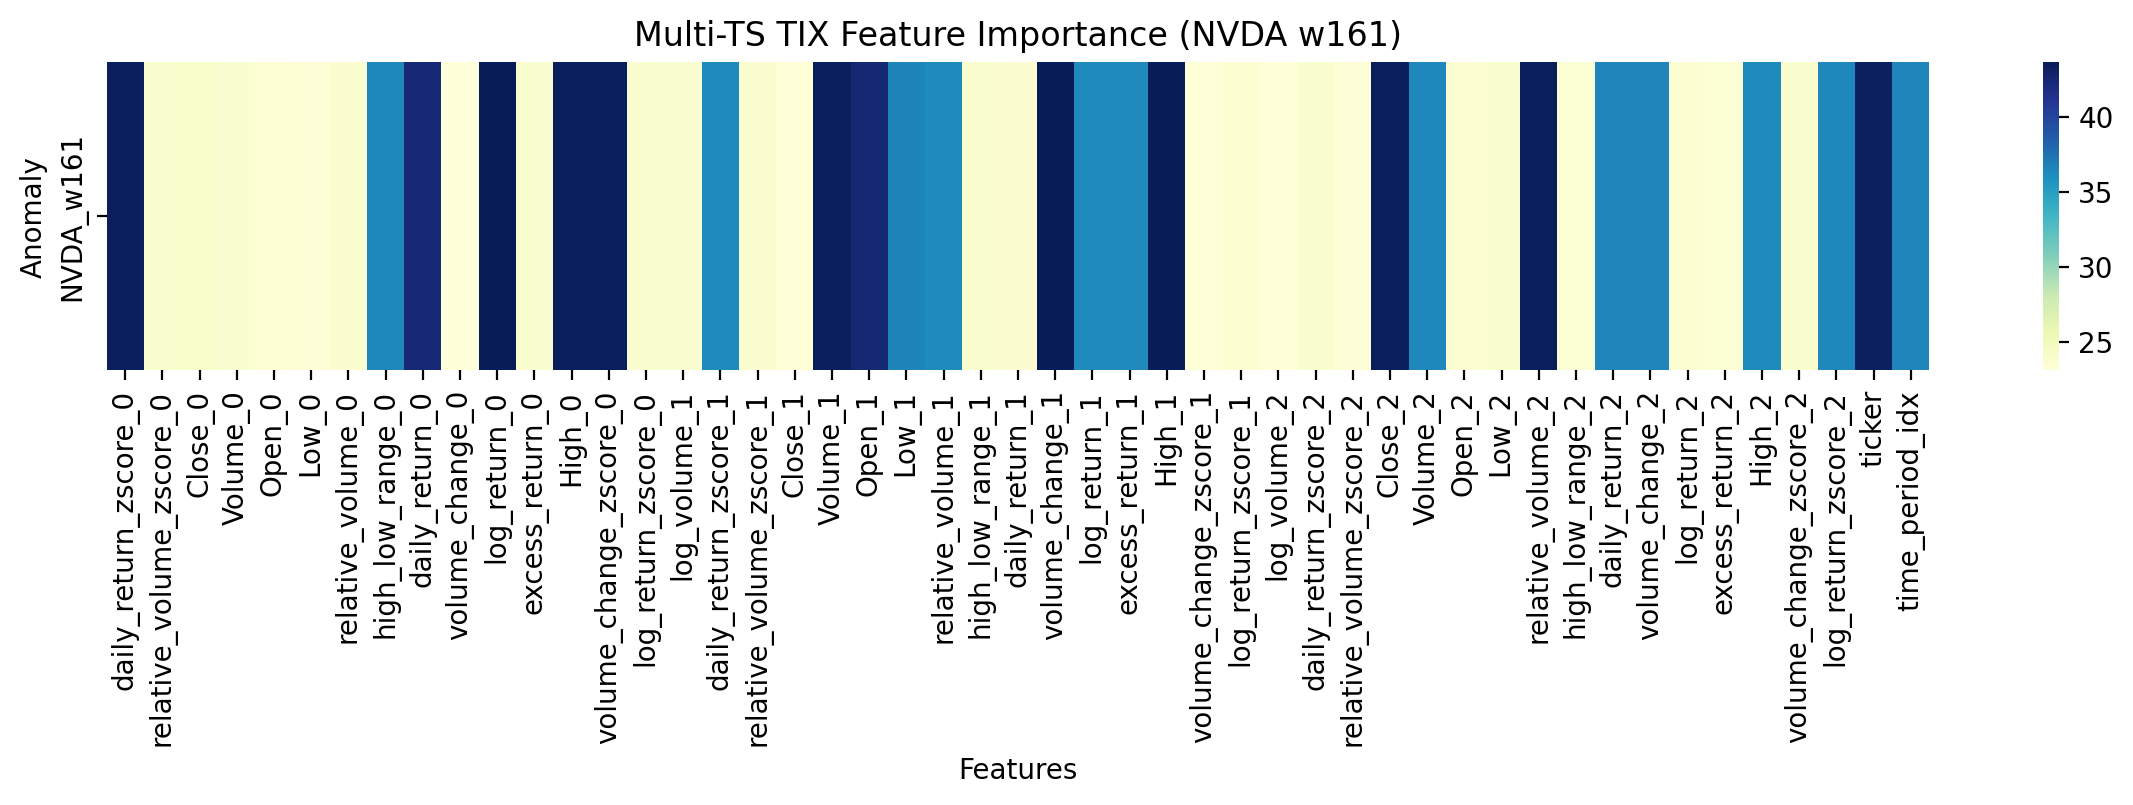 Multi-TS TIX Feature Importance (NVDA w161)
Anomaly
NVDA_w161
40
35
30
25
daily_return_zscore_0
relative_volume_zscore_0
Close_0
Volume_0
Open_0
Low_0
relative_volume_0
high_low_range_0
daily_return_0
volume_change_0
log_return_0
excess_return_0
High_0
volume_change_zscore_0
log_return_zscore_0
log_volume_1
daily_return_zscore_1
relative_volume_zscore_1
Close_1
Volume_1
Open_1
Low_1
relative_volume_1
high_low_range_1
daily_return_1
volume_change_1
log_return_1
excess_return_1
High_1
volume_change_zscore_1
log_return_zscore_1
log_volume_2
daily_return_zscore_2
relative_volume_zscore_2
Close_2
Volume_2
Open_2
Low_2
relative_volume_2
high_low_range_2
daily_return_2
volume_change_2
log_return_2
excess_return_2
High_2
volume_change_zscore_2
log_return_zscore_2
ticker
time_period_idx
Features